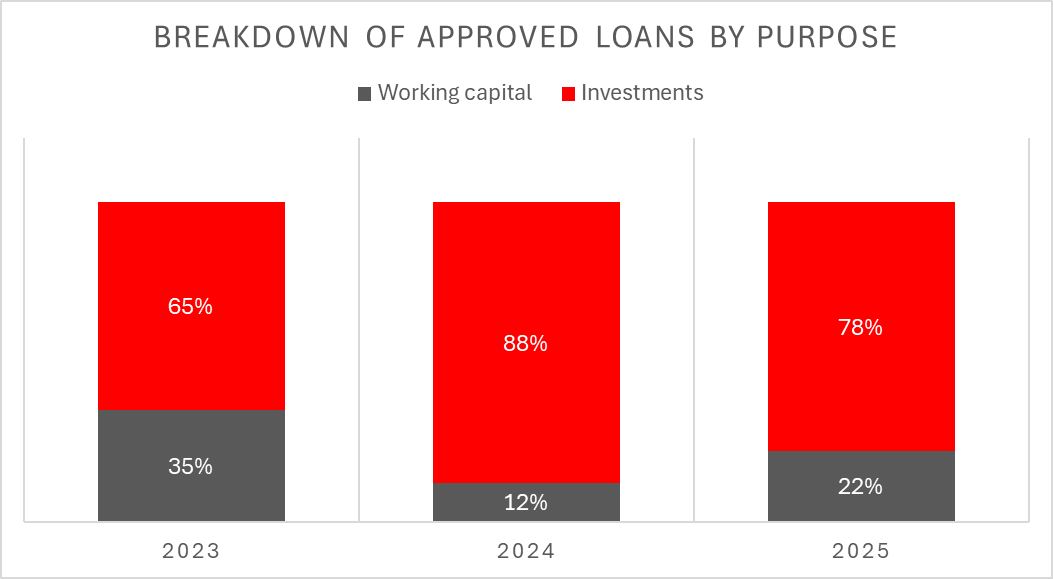 BREAKDOWN OF APPROVED LOANS BY PURPOSE
Working capital Investments
65% 88% 78%
35% 12% 22%
2023 2024 2025